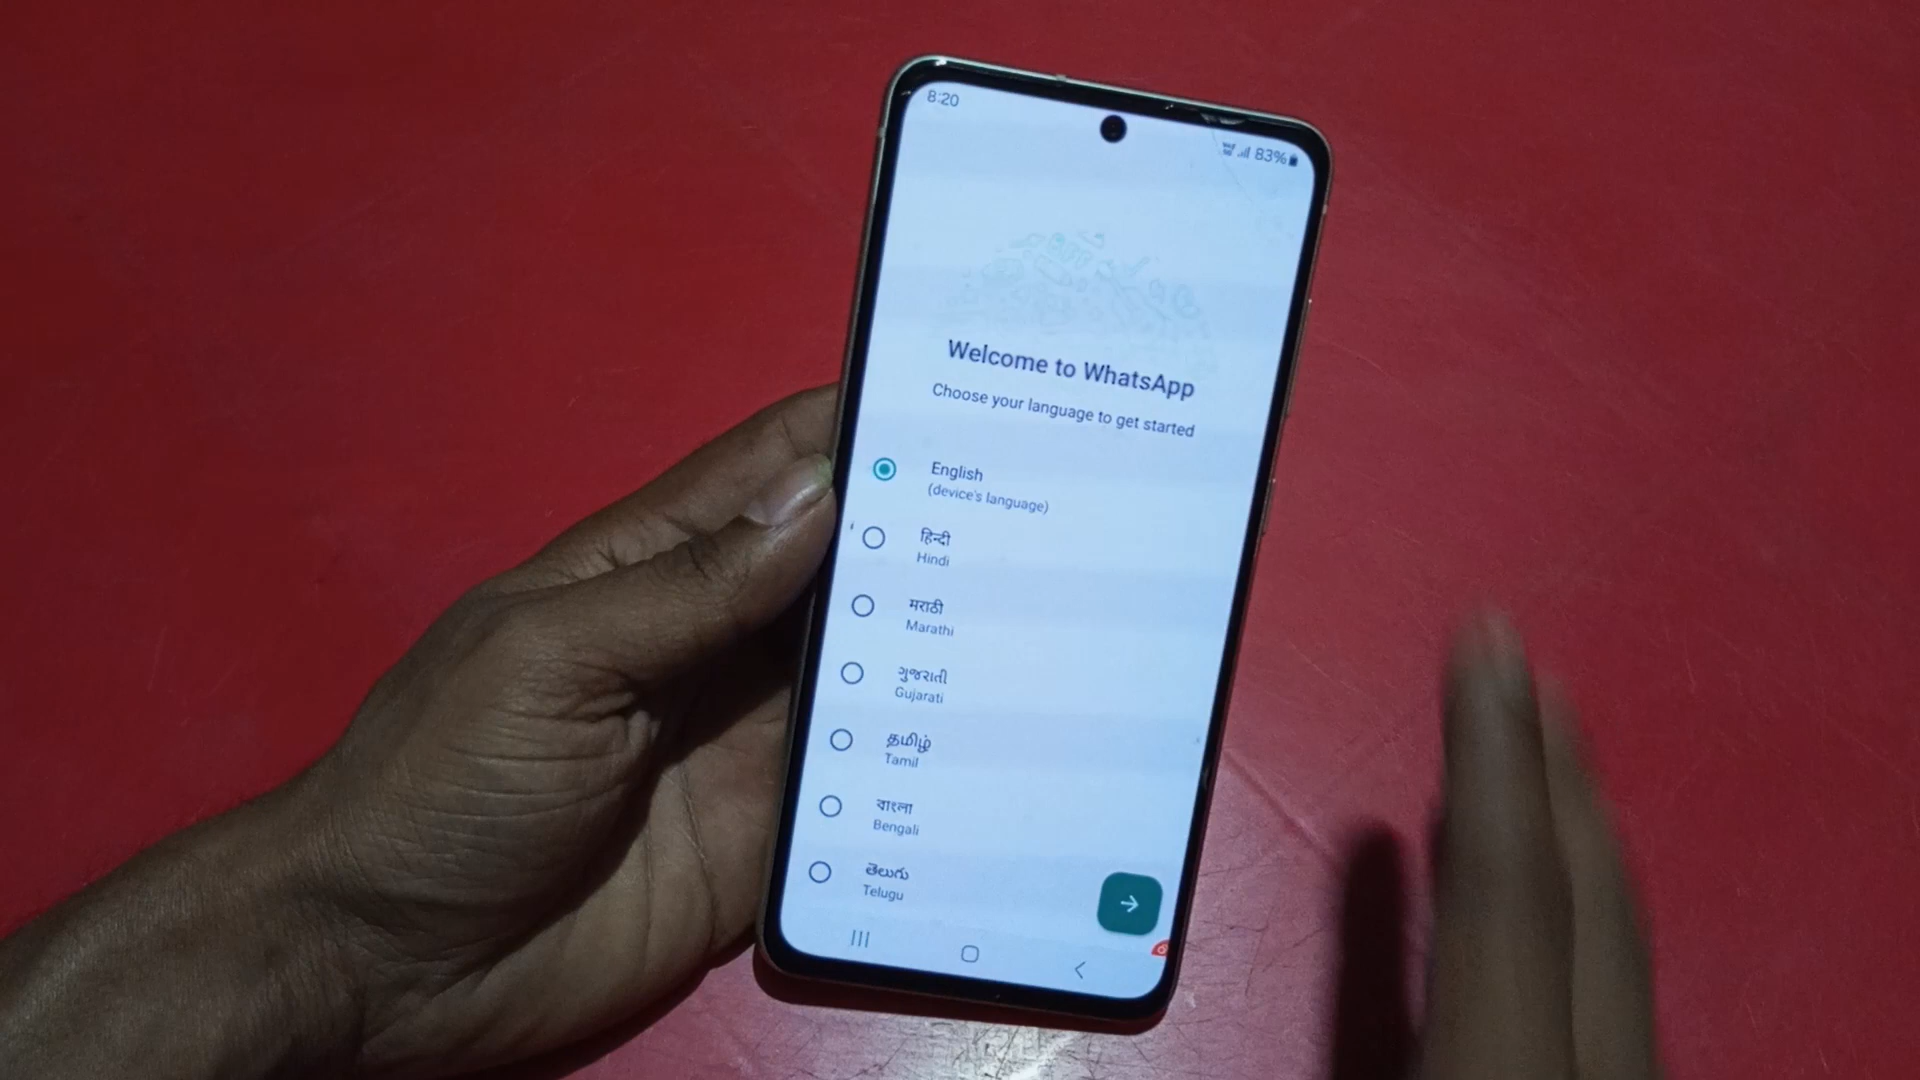 8:20
83%
Welcome to WhatsApp
Choose your language to get started
English
(device's language)
हिन्दी
Hindi
मराठी
Marathi
ગુજરાતી
Gujarati
தமிழ்
Tamil
বাংলা
Bengali
తెలుగు
Telugu